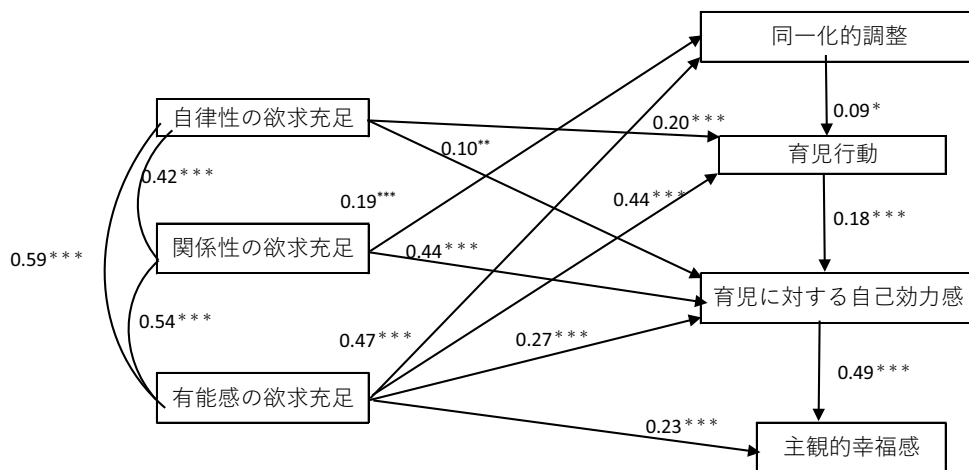 同一化的調整
0.09*
自律性の欲求充足
0.20***
0.10**
育児行動
0.42***
0.19***
0.44***
0.18***
関係性の欲求充足
0.44***
0.59***
育児に対する自己効力感
0.54***
0.47***
0.27***
0.49***
有能感の欲求充足
0.23***
主観的幸福感